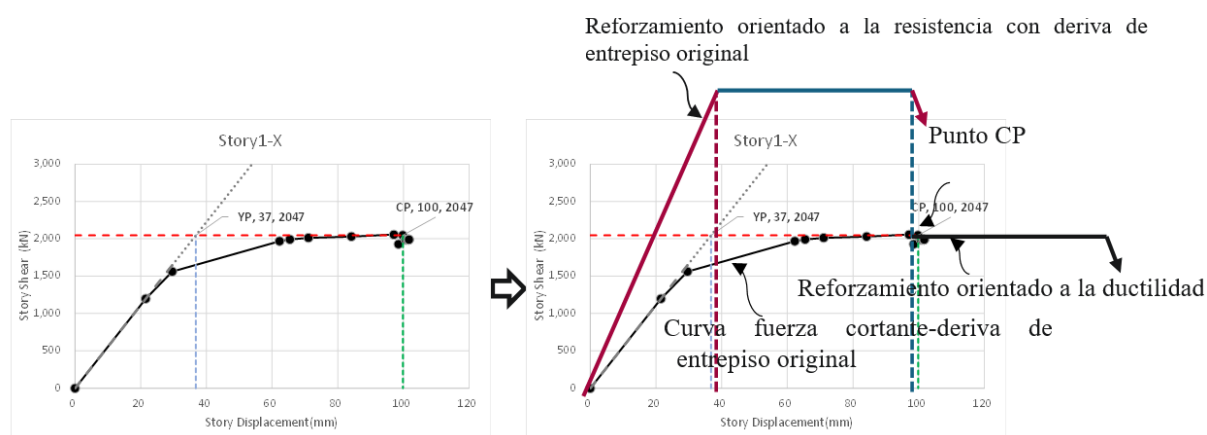 Reforzamiento orientado a la resistencia con deriva de
entrepiso original
Story1-X
3,000
2,500
2,000
1,500
1,000
500
0
Story Shear (kN)
YP, 37, 2047
CP, 100, 2047
0 20 40 60 80 100 120
Story Displacement(mm)
Punto CP
Story1-X
3,000
2,500
2,000
1,500
1,000
500
0
Story Shear (kN)
YP, 37, 2047
CP, 100, 2047
Reforzamiento orientado a la ductilidad
Curva fuerza cortante-deriva de
entrepiso original
0 20 40 60 80 100 120
Story Displacement(mm)